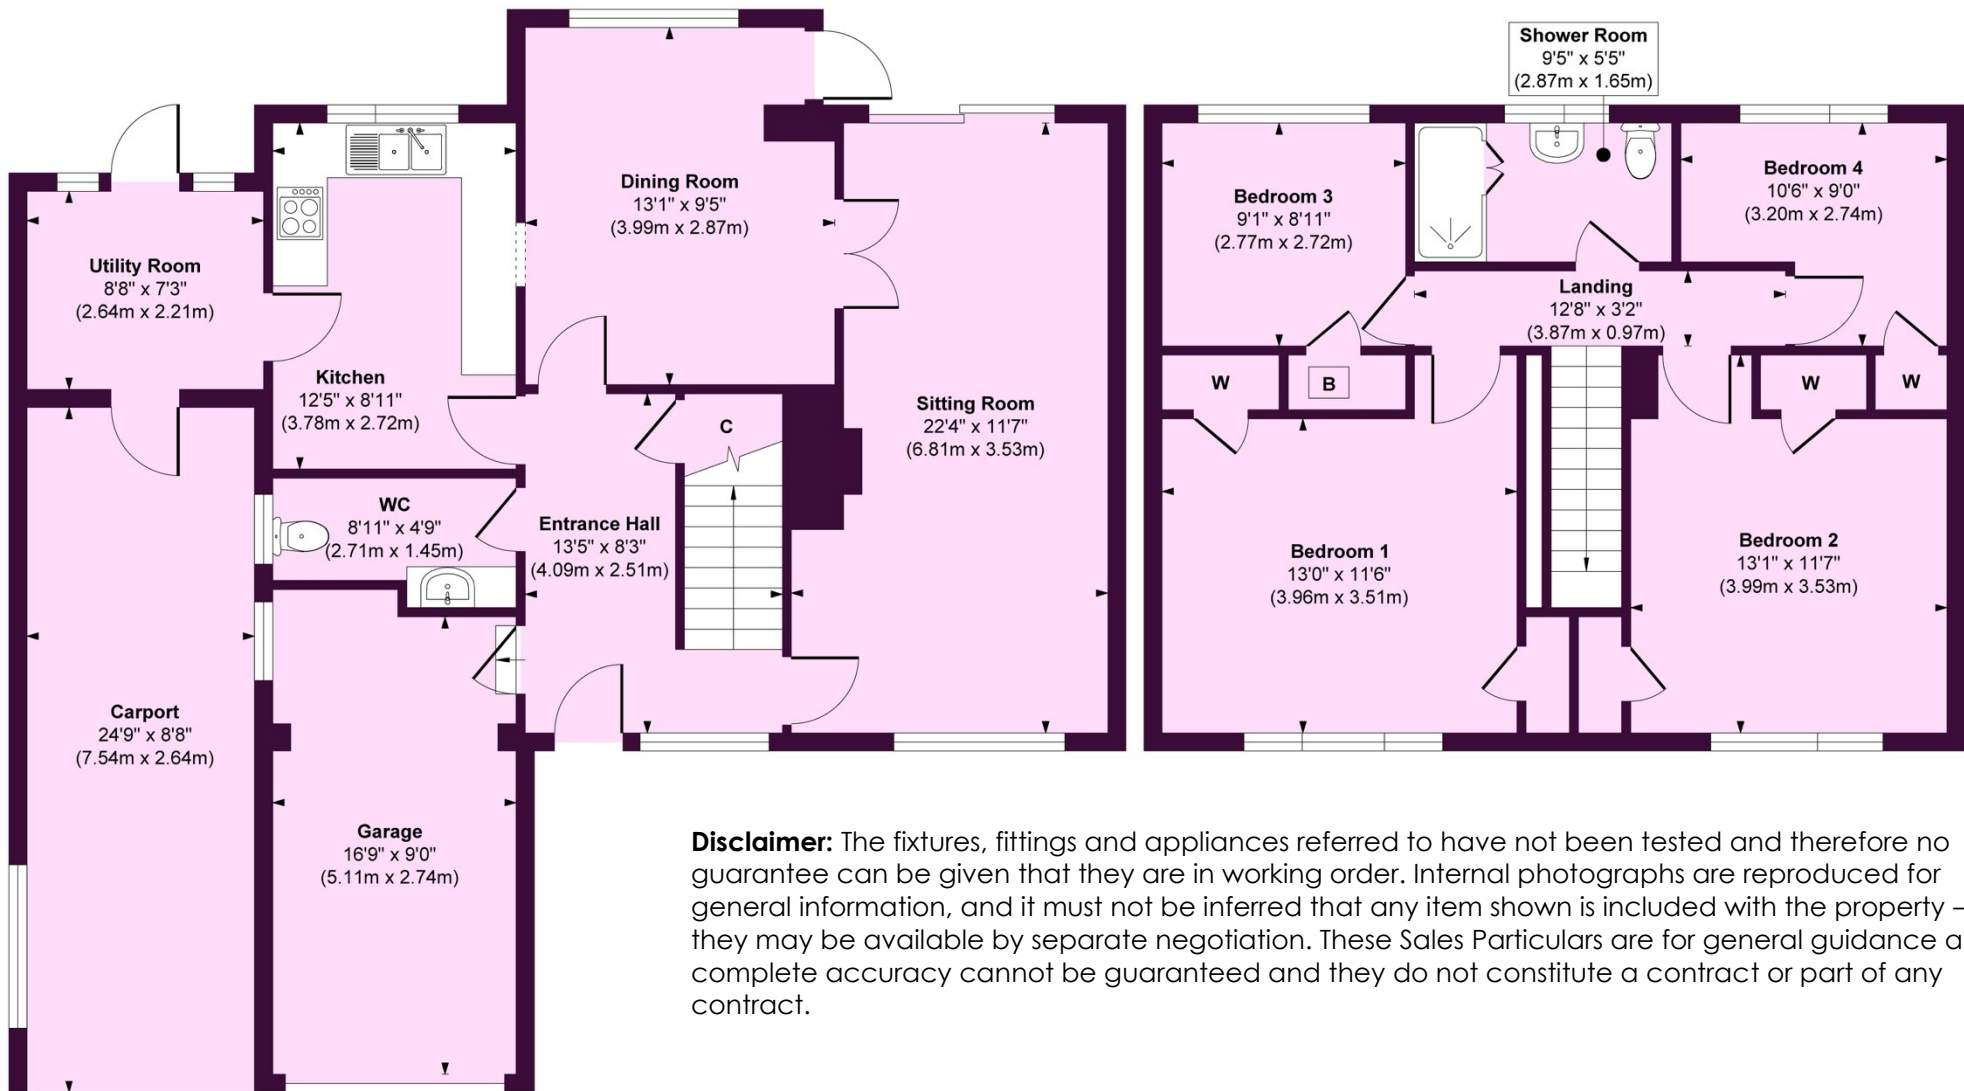 Shower Room
9'5" x 5'5"
(2.87m x 1.65m)
Dining Room
13'1" x 9'5"
(3.99m x 2.87m)
Bedroom 3
9'1" x 8'11"
(2.77m x 2.72m)
Bedroom 4
10'6" x 9'0"
(3.20m x 2.74m)
Utility Room
8'8" x 7'3"
(2.64m x 2.21m)
Landing
12'8" x 3'2"
(3.87m x 0.97m)
Kitchen
12'5" x 8'11"
(3.78m x 2.72m)
W
B
W
W
Sitting Room
22'4" x 11'7"
(6.81m x 3.53m)
C
WC
8'11" x 4'9"
(2.71m x 1.45m)
Entrance Hall
13'5" x 8'3"
(4.09m x 2.51m)
Bedroom 1
13'0" x 11'6"
(3.96m x 3.51m)
Bedroom 2
13'1" x 11'7"
(3.99m x 3.53m)
Carport
24'9" x 8'8"
(7.54m x 2.64m)
Garage
16'9" x 9'0"
(5.11m x 2.74m)
Disclaimer: The fixtures, fittings and appliances referred to have not been tested and therefore no
guarantee can be given that they are in working order. Internal photographs are reproduced for
general information, and it must not be inferred that any item shown is included with the property –
they may be available by separate negotiation. These Sales Particulars are for general guidance a
complete accuracy cannot be guaranteed and they do not constitute a contract or part of any
contract.